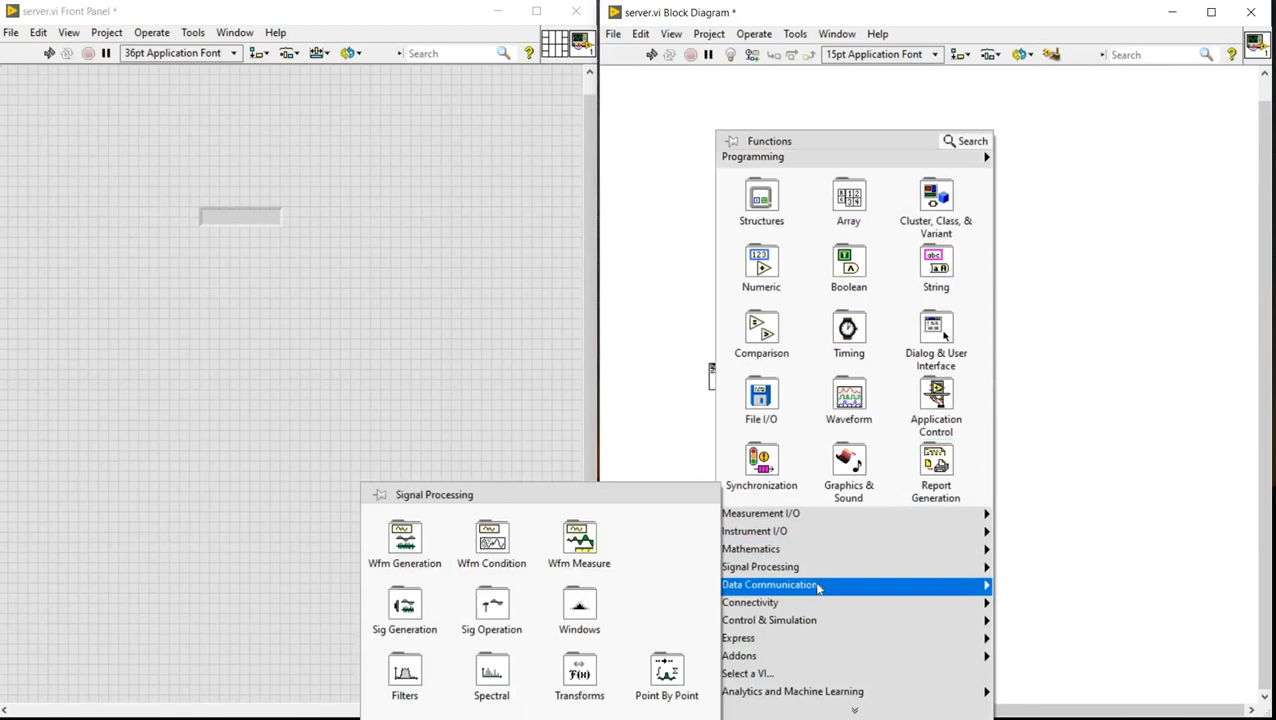 server.vi Front Panel *
File Edit View Project Operate Tools Window Help
36pt Application Font
Search
server.vi Block Diagram *
File Edit View Project Operate Tools Window Help
15pt Application Font
Search
Functions
Search
Programming
Structures
Array
Cluster, Class, &
Variant
Numeric
Boolean
String
Comparison
Timing
Dialog & User
Interface
File I/O
Waveform
Application
Control
Synchronization
Graphics &
Sound
Report
Generation
Measurement I/O
Instrument I/O
Mathematics
Signal Processing
Data Communication
Connectivity
Control & Simulation
Express
Addons
Select a VI...
Analytics and Machine Learning
Signal Processing
Wfm Generation
Wfm Condition
Wfm Measure
Sig Generation
Sig Operation
Windows
Filters
Spectral
Transforms
Point By Point